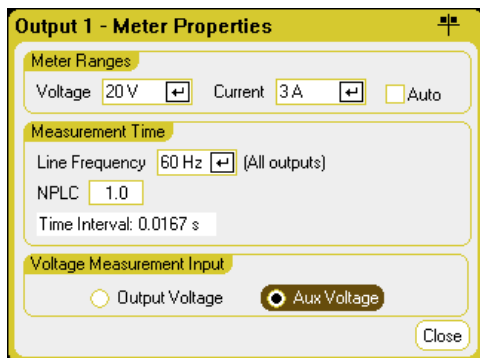 Output 1 - Meter Properties
Meter Ranges
Voltage 20 V Current 3 A Auto
Measurement Time
Line Frequency 60 Hz (All outputs)
NPLC 1.0
Time Interval: 0.0167 s
Voltage Measurement Input
Output Voltage Aux Voltage
Close